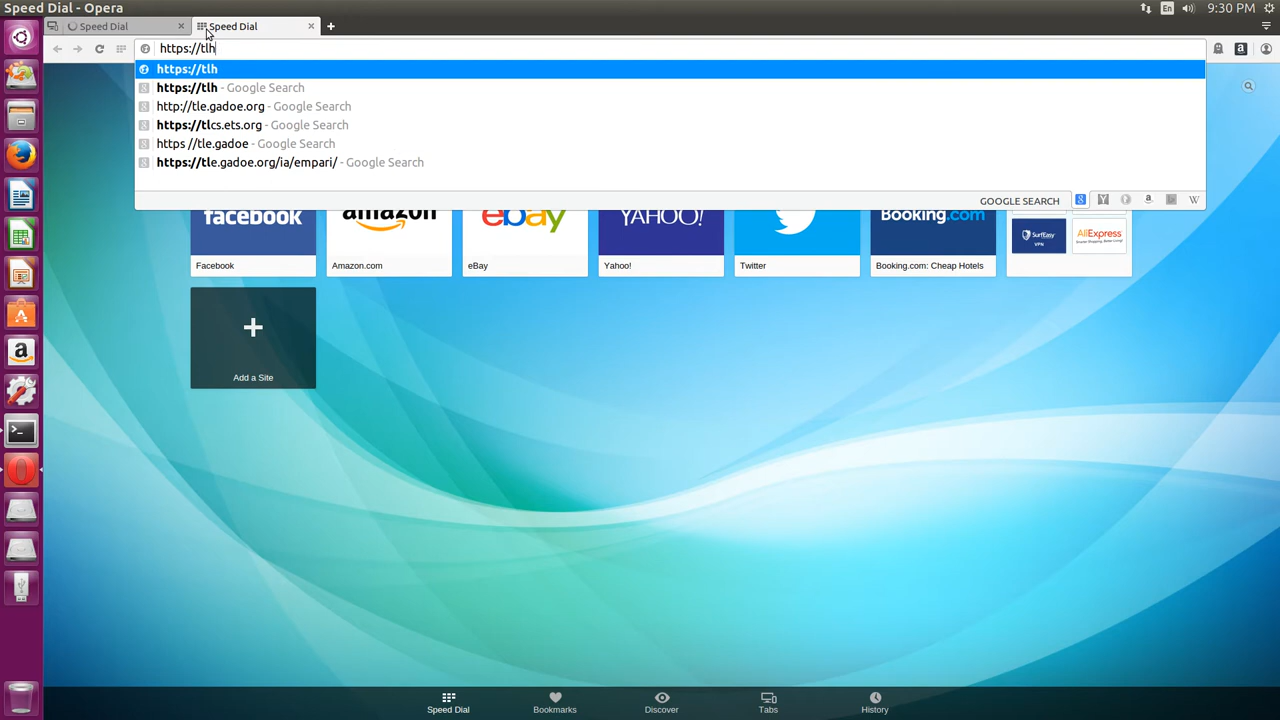 Speed Dial - Opera
En
9:30 PM
Speed Dial
Speed Dial
https://tlh
https://tlh
https://tlh - Google Search
http://tle.gadoe.org - Google Search
https://tlcs.ets.org - Google Search
https //tle.gadoe - Google Search
https://tle.gadoe.org/ia/empari/ - Google Search
GOOGLE SEARCH
facebook
amazon
ebay
YAHOO!
Booking.com
SurfEasy VPN
AliExpress
Facebook
Amazon.com
eBay
Yahoo!
Twitter
Booking.com: Cheap Hotels
Add a Site
Speed Dial
Bookmarks
Discover
Tabs
History